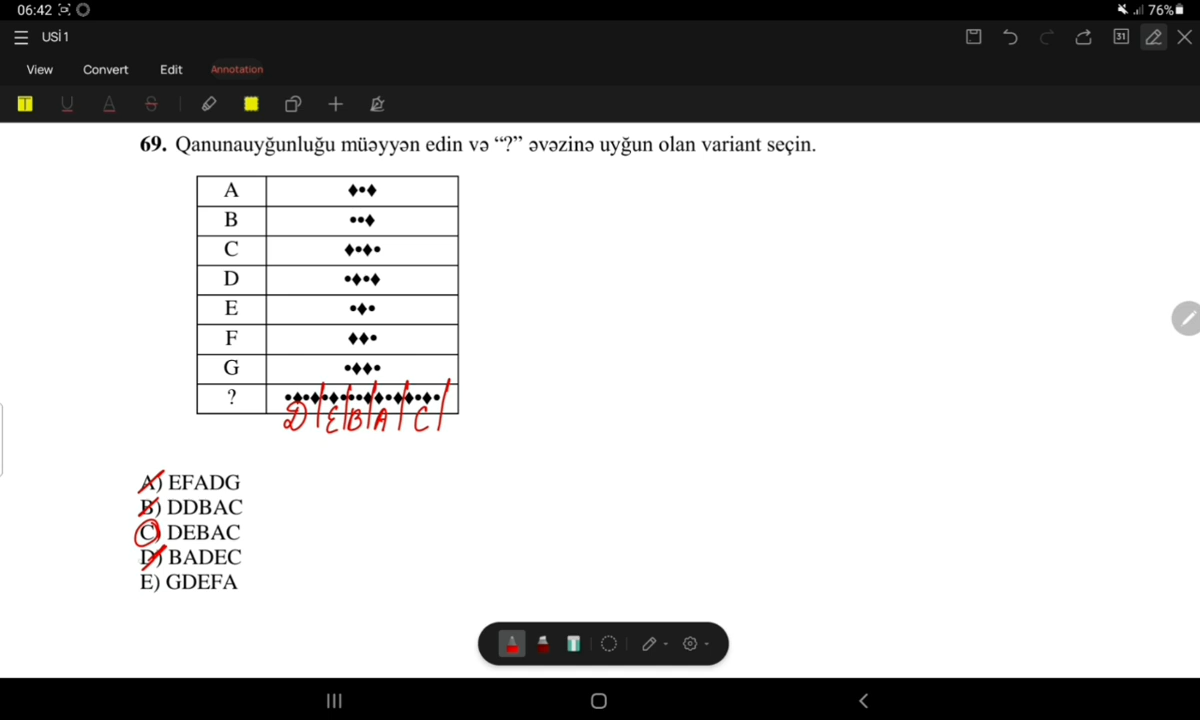 06:42 76%
USİ 1 31
View Convert Edit Annotation
T U A S
69. Qanunauyğunluğu müəyyən edin və “?” əvəzinə uyğun olan variant seçin.
A ♦•♦
B ••♦
C ♦•♦•
D •♦•♦
E •♦•
F ♦♦•
G •♦♦•
? •♦•♦•♦•••♦♦•♦♦•♦•
D/E/B/A/C/
A) EFADG
B) DDBAC
C) DEBAC
D) BADEC
E) GDEFA